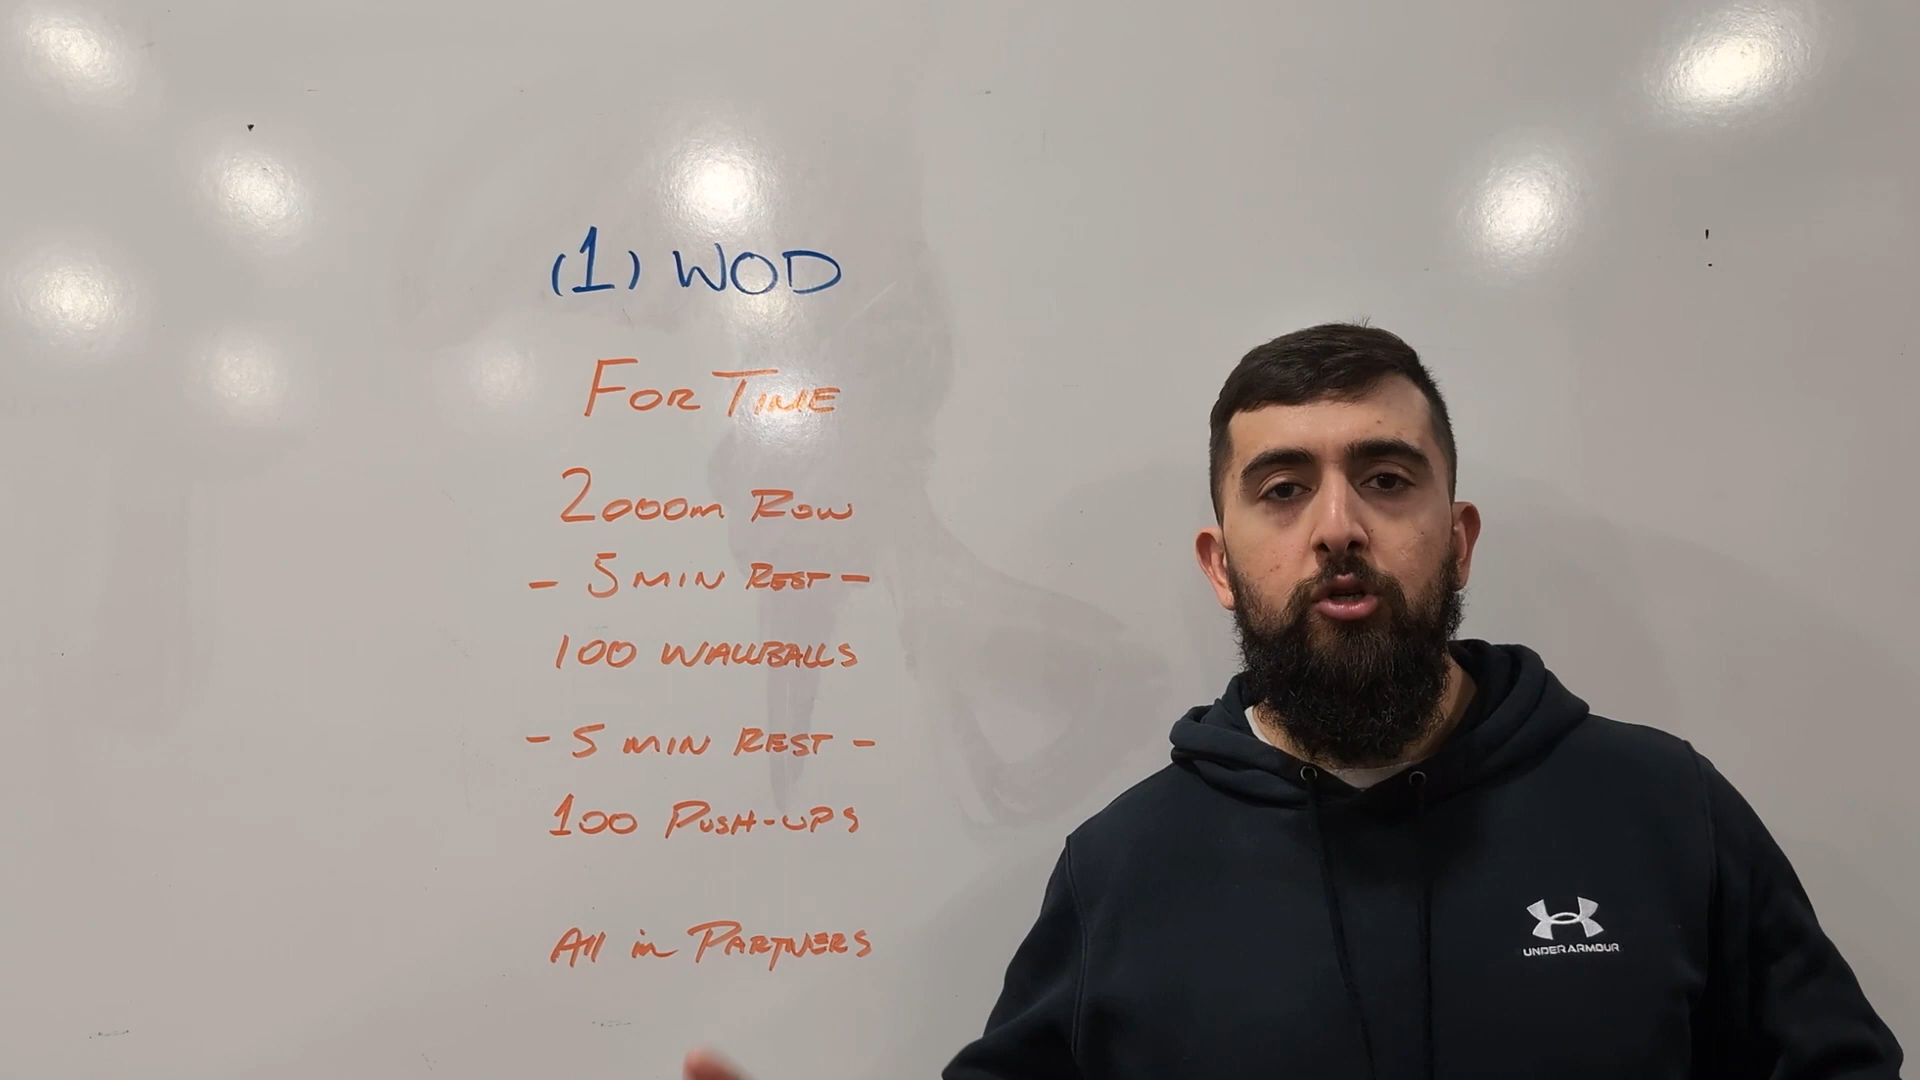 (1) WOD
FOR TIME
2000m ROW
- 5 MIN REST -
100 WALLBALLS
- 5 MIN REST -
100 PUSH-UPS
All in PARTNERS
UNDER ARMOUR